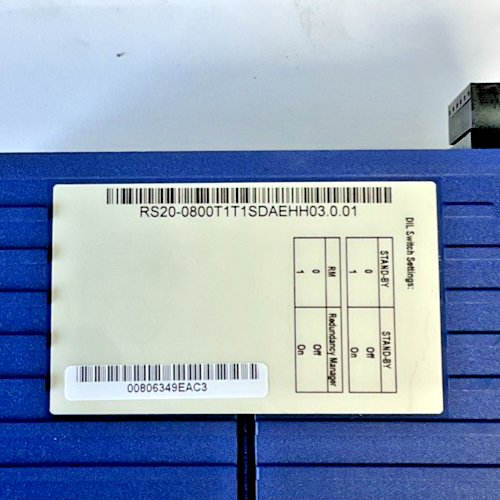 RS20-0800T1T1SDAEHH03.0.01
DIL Switch Settings:
STAND-BY STAND-BY
0 Off
1 On
RM Redundancy Manager
0 Off
1 On
00806349EAC3